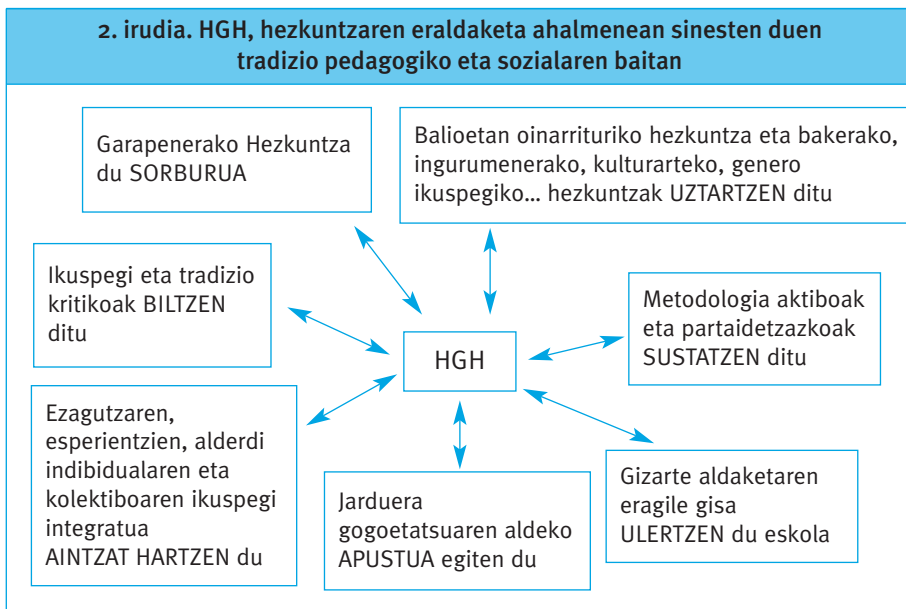 2. irudia. HGH, hezkuntzaren eraldaketa ahalmenean sinesten duen
tradizio pedagogiko eta sozialaren baitan
Garapenerako Hezkuntza
du SORBURUA
Balioetan oinarrituriko hezkuntza eta bakerako,
ingurumenerako, kulturarteko, genero
ikuspegiko... hezkuntzak UZTARTZEN ditu
Ikuspegi eta tradizio
kritikoak BILTZEN
ditu
HGH
Metodologia aktiboak
eta partaidetzazkoak
SUSTATZEN ditu
Ezagutzaren,
esperientzien, alderdi
indibidualaren eta
kolektiboaren ikuspegi
integratua
AINTZAT HARTZEN du
Jarduera
gogoetatsuaren aldeko
APUSTUA egiten du
Gizarte aldaketaren
eragile gisa
ULERTZEN du eskola